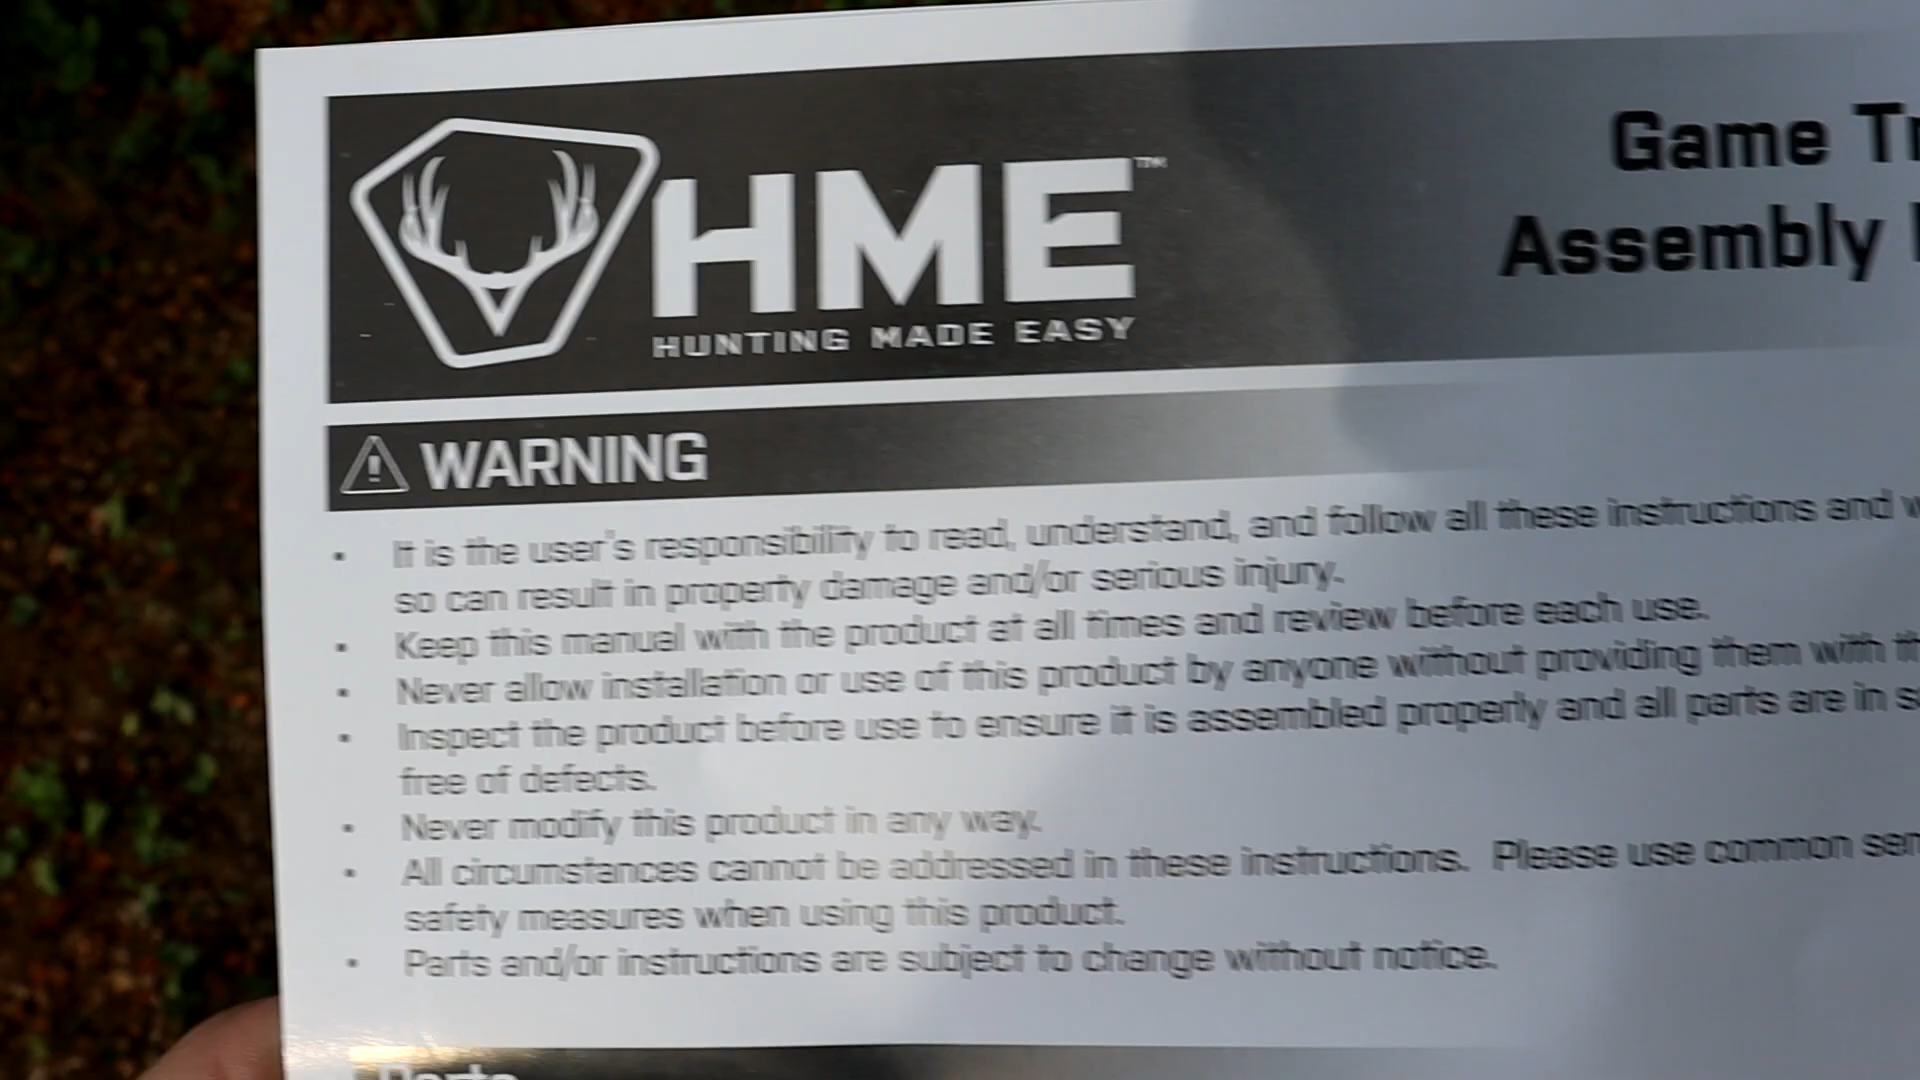 HME™
HUNTING MADE EASY
Game
Assembly
WARNING
• It is the user's responsibility to read, understand, and follow all these instructions and
so can result in property damage and/or serious injury.
• Keep this manual with the product at all times and review before each use.
• Never allow installation or use of this product by anyone without providing them with
• Inspect the product before use to ensure it is assembled properly and all parts are in
free of defects.
• Never modify this product in any way.
• All circumstances cannot be addressed in these instructions. Please use common
safety measures when using this product.
• Parts and/or instructions are subject to change without notice.
Parts